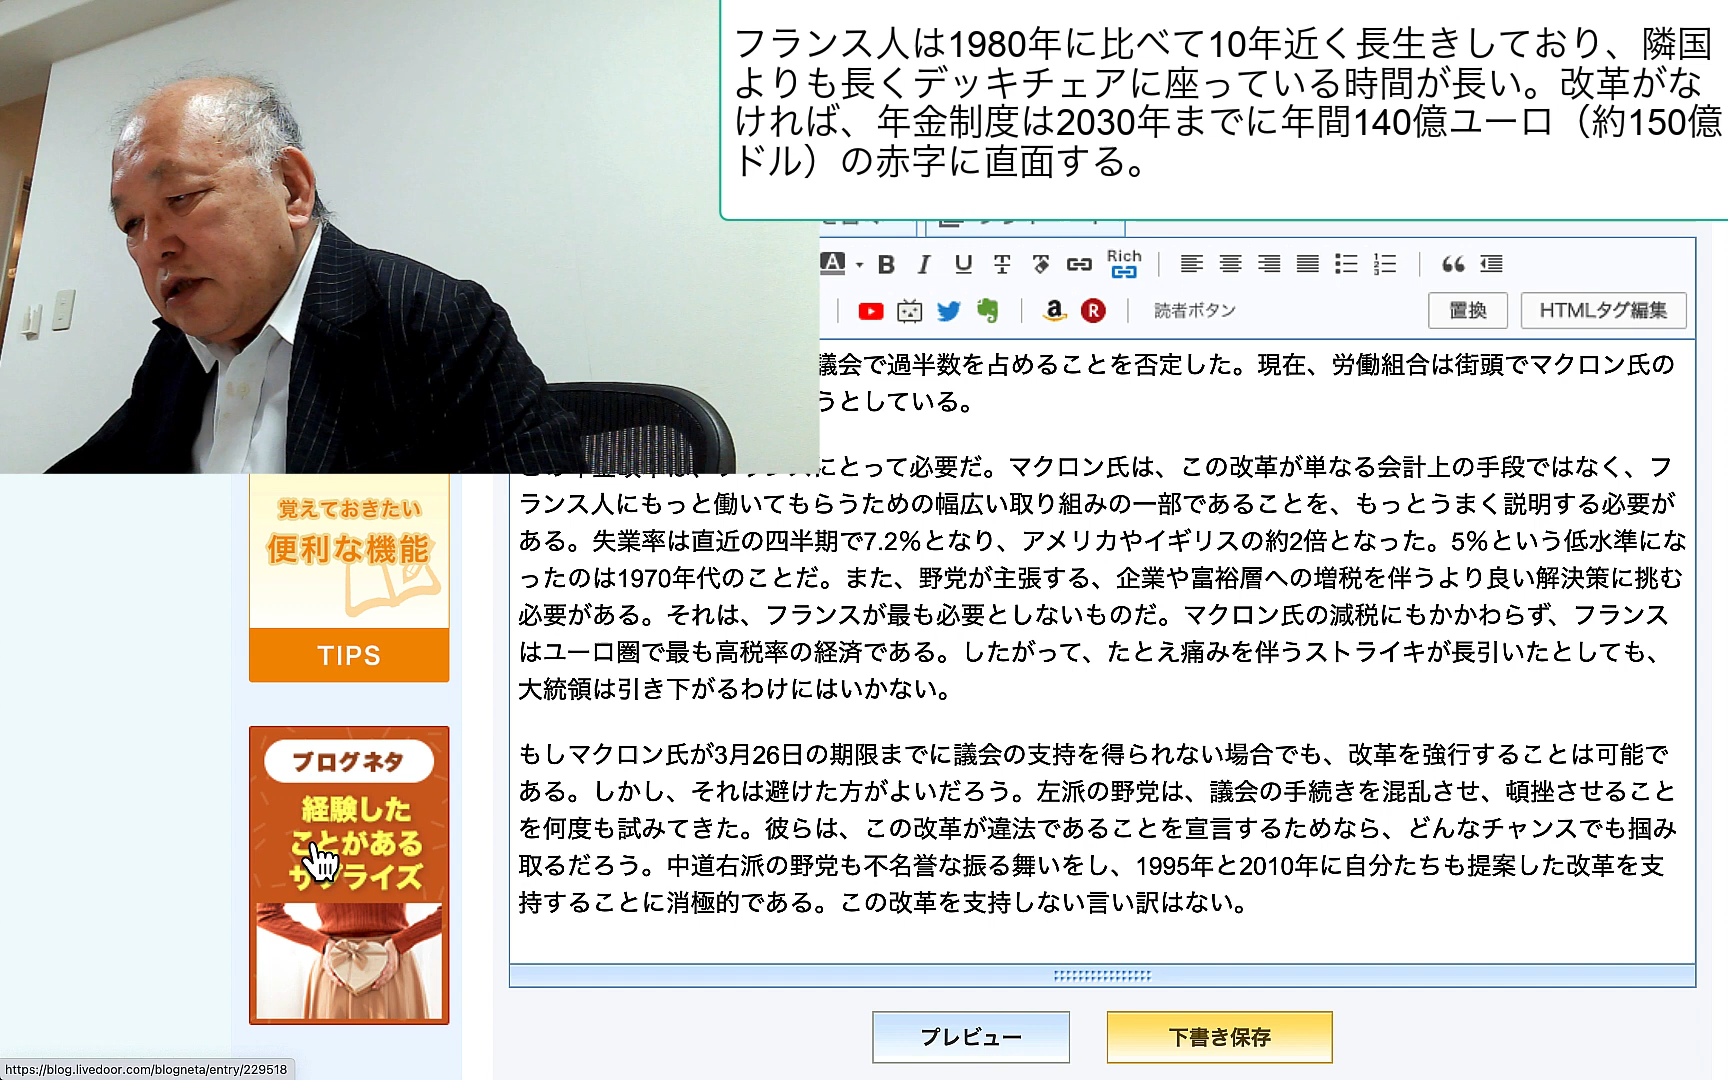 フランス人は1980年に比べて10年近く長生きしており、隣国
よりも長くデッキチェアに座っている時間が長い。改革がな
ければ、年金制度は2030年までに年間140億ユーロ（約150億
ドル）の赤字に直面する。
A B I U T Rich
a R 読者ボタン 置換 HTMLタグ編集
議会で過半数を占めることを否定した。現在、労働組合は街頭でマクロン氏の
うとしている。
にとって必要だ。マクロン氏は、この改革が単なる会計上の手段ではなく、フ
ランス人にもっと働いてもらうための幅広い取り組みの一部であることを、もっとうまく説明する必要が
ある。失業率は直近の四半期で7.2%となり、アメリカやイギリスの約2倍となった。5%という低水準にな
ったのは1970年代のことだ。また、野党が主張する、企業や富裕層への増税を伴うより良い解決策に挑む
必要がある。それは、フランスが最も必要としないものだ。マクロン氏の減税にもかかわらず、フランス
はユーロ圏で最も高税率の経済である。したがって、たとえ痛みを伴うストライキが長引いたとしても、
大統領は引き下がるわけにはいかない。
もしマクロン氏が3月26日の期限までに議会の支持を得られない場合でも、改革を強行することは可能で
ある。しかし、それは避けた方がよいだろう。左派の野党は、議会の手続きを混乱させ、頓挫させること
を何度も試みてきた。彼らは、この改革が違法であることを宣言するためなら、どんなチャンスでも掴み
取るだろう。中道右派の野党も不名誉な振る舞いをし、1995年と2010年に自分たちも提案した改革を支
持することに消極的である。この改革を支持しない言い訳はない。
覚えておきたい
便利な機能
TIPS
ブログネタ
経験した
ことがある
サプライズ
プレビュー 下書き保存
https://blog.livedoor.com/blogneta/entry/229518